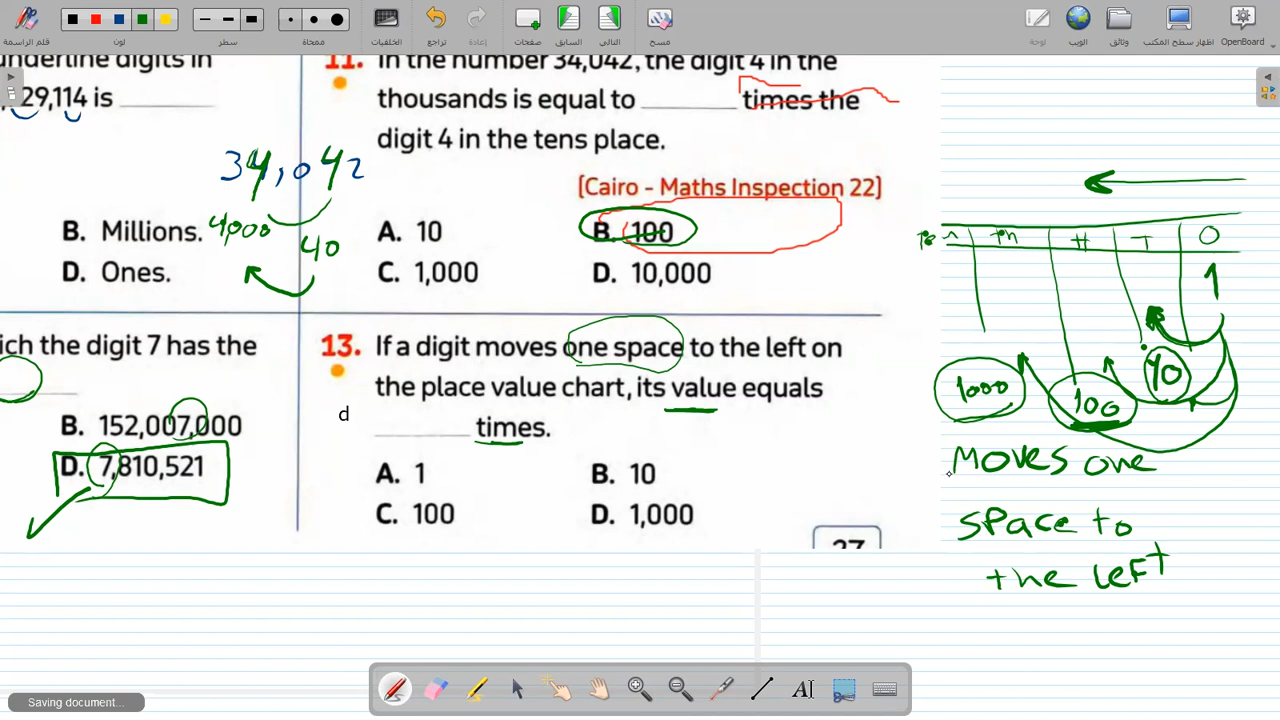 قلم الراسمة
لون
سطر
ممحاة
الخلفيات
تراجع
إعادة
صفحات
السابق
التالي
مسح
لوحة
الويب
وثائق
اظهار سطح المكتب
OpenBoard
underline digits in
29,114 is ________
B. Millions.
D. Ones.
34,042
4000
40
11. In the number 34,042, the digit 4 in the
thousands is equal to ________ times the
digit 4 in the tens place.
[Cairo - Maths Inspection 22]
A. 10
B. 100
C. 1,000
D. 10,000
ich the digit 7 has the
B. 152,007,000
D. 7,810,521
13. If a digit moves one space to the left on
the place value chart, its value equals
d
________ times.
A. 1
B. 10
C. 100
D. 1,000
27
Th H T O
1
1000 100 10
Moves one
space to
the left
Saving document...